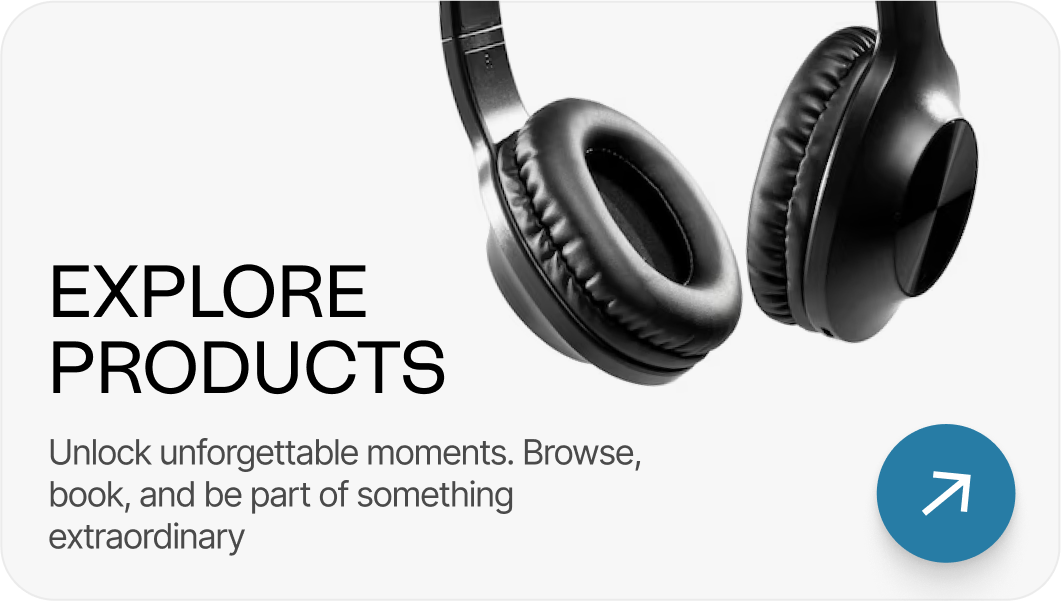 EXPLORE
PRODUCTS
Unlock unforgettable moments. Browse,
book, and be part of something
extraordinary